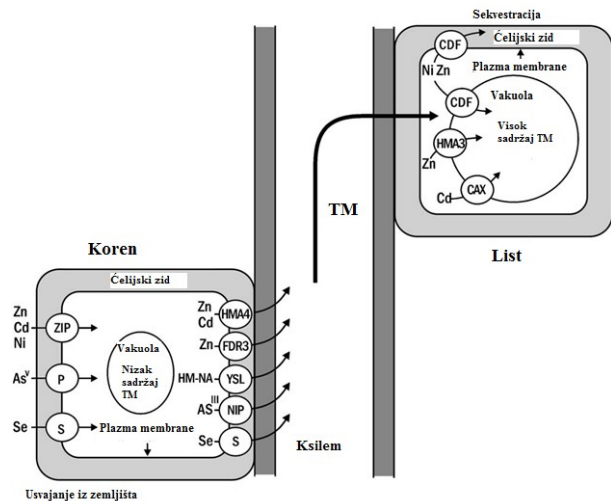 Sekvestracija
CDF
Ćelijski zid
Plazma membrane
Ni Zn
CDF
Vakuola
HMA3
Visok
sadržaj TM
Zn
Cd
CAX
TM
List
Koren
Ćelijski zid
Zn
Cd
Ni
ZIP
As^V
P
Se
S
Vakuola
Nizak
sadržaj
TM
Plazma membrane
Zn
Cd
HMA4
Zn
FDR3
HM-NA
YSL
AS^III
NIP
Se
S
Ksilem
Usvajanje iz zemljišta